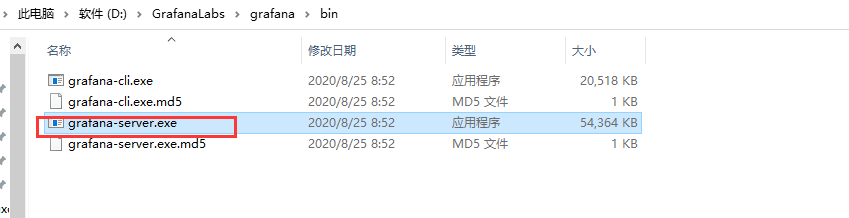 此电脑 › 软件 (D:) › GrafanaLabs › grafana › bin
名称 修改日期 类型 大小
grafana-cli.exe 2020/8/25 8:52 应用程序 20,518 KB
grafana-cli.exe.md5 2020/8/25 8:52 MD5 文件 1 KB
grafana-server.exe 2020/8/25 8:52 应用程序 54,364 KB
grafana-server.exe.md5 2020/8/25 8:52 MD5 文件 1 KB